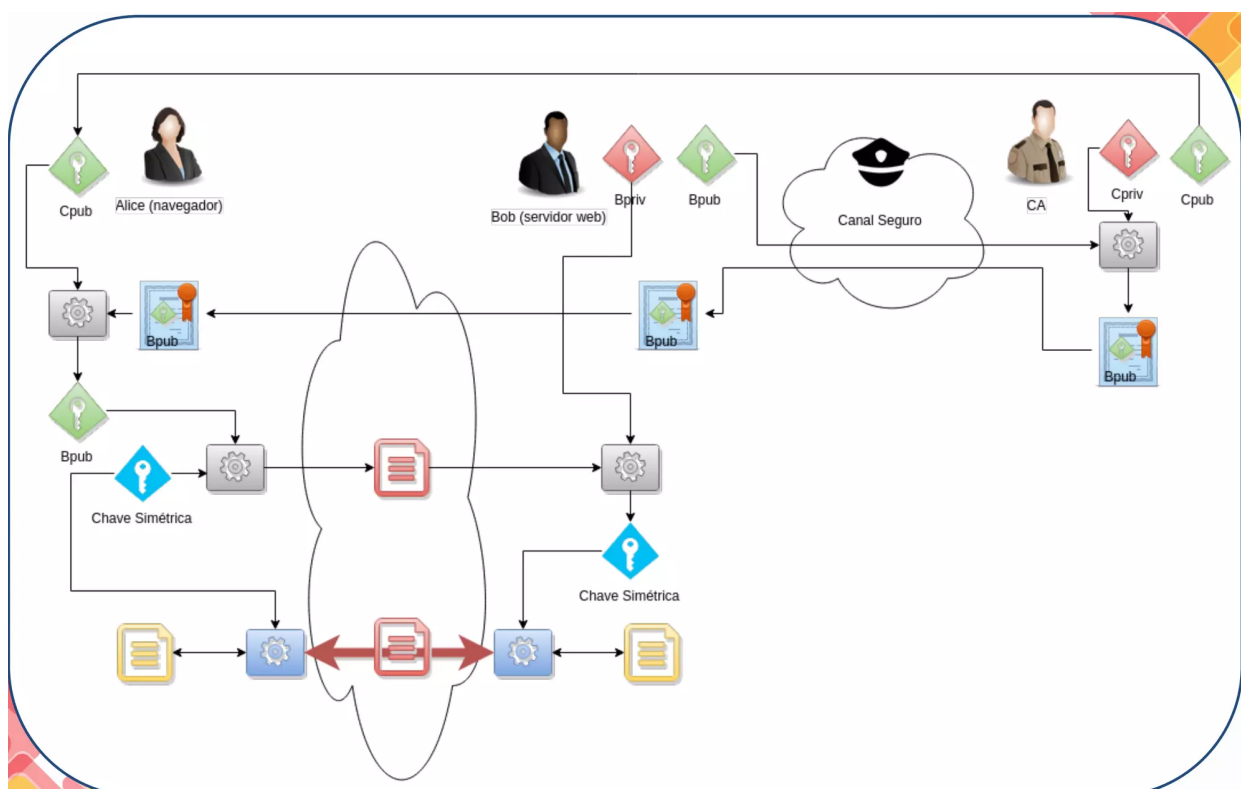 Cpub
Alice (navegador)
Bob (servidor web)
Bpriv
Bpub
Canal Seguro
CA
Cpriv
Cpub
Bpub
Bpub
Bpub
Bpub
Chave Simétrica
Chave Simétrica